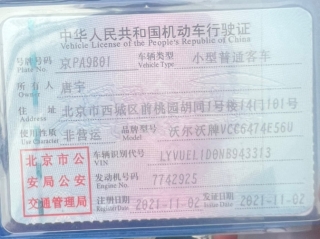 中华人民共和国机动车行驶证
Vehicle License of the People's Republic of China
号牌号码 京PA9B01 车辆类型 小型普通客车
Plate No. Vehicle Type
所有人 唐宇
Owner
住址 北京市西城区前桃园胡同1号楼14门101号
Address
使用性质 非营运 品牌型号 沃尔沃牌VCC6474E56U
Use Character Model
北京市公安局公安交通管理局
车辆识别代号 LYVUEL1D0NB943313
VIN
发动机号码 7742925
Engine No.
注册日期 2021-11-02 发证日期 2021-11-02
Register Date Issue Date